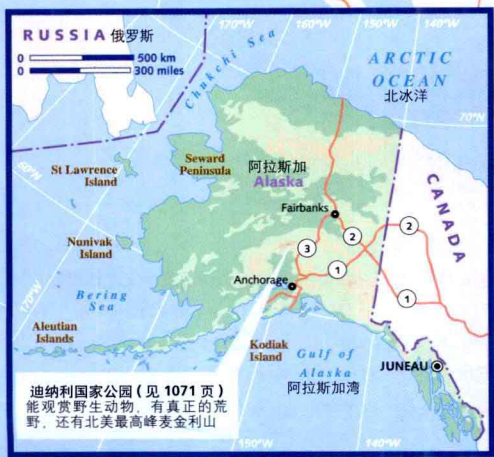 170°W
160°W
150°W
140°W
RUSSIA 俄罗斯
0 500 km
0 300 miles
Chukchi Sea
ARCTIC
OCEAN
北冰洋
70°N
60°N
St Lawrence
Island
Seward
Peninsula
阿拉斯加
Alaska
CANADA
Fairbanks
2
2
3
Nunivak
Island
1
170°W
Anchorage
Bering
Sea
1
Aleutian
Islands
Kodiak
Island
Gulf of
Alaska
阿拉斯加湾
JUNEAU
迪纳利国家公园（见 1071 页）
能观赏野生动物，有真正的荒
野，还有北美最高峰麦金利山
150°W
140°W